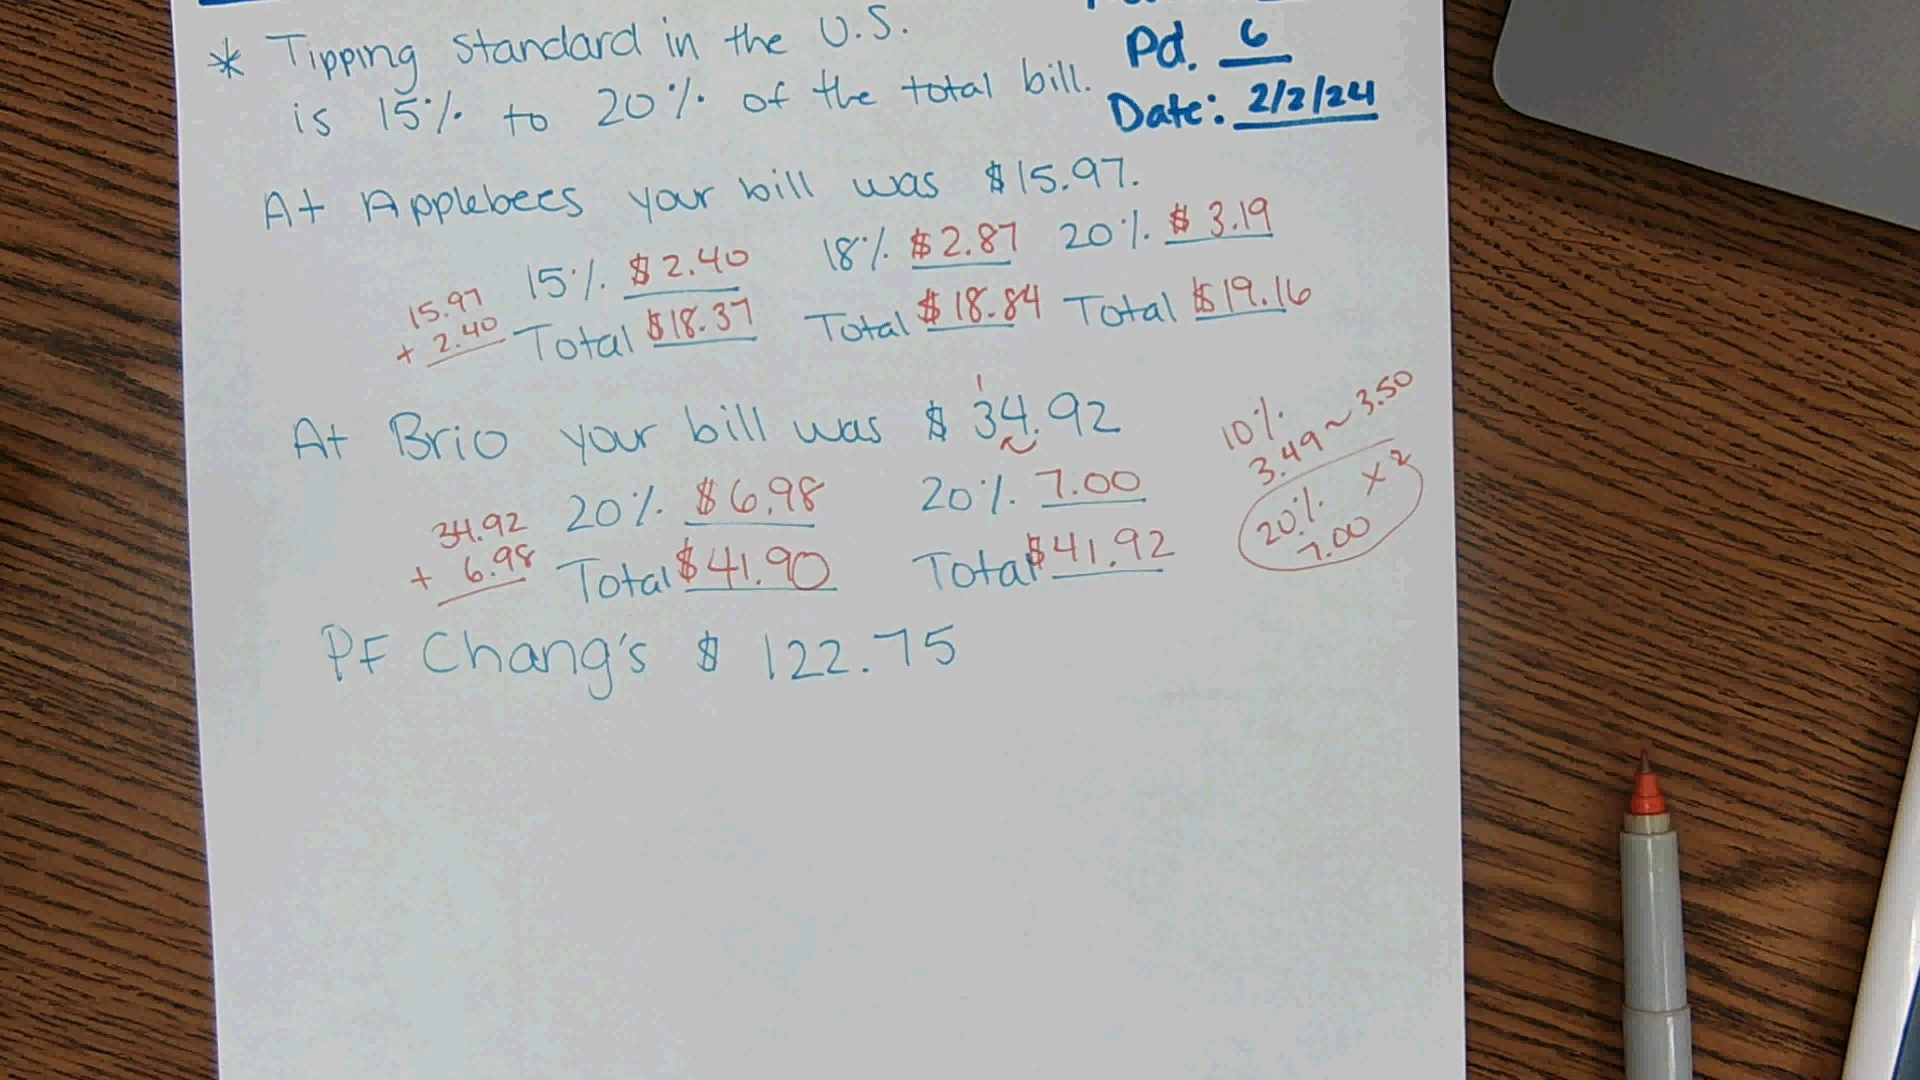 * Tipping standard in the U.S.
is 15% to 20% of the total bill.
Pd. 6
Date: 2/2/24
At Applebees your bill was $15.97.
15% $2.40 18% $2.87 20% $3.19
15.97
+ 2.40
Total $18.37 Total $18.84 Total $19.16
At Brio your bill was $34.92
1
20% $6.98 20% 7.00
34.92
+ 6.98
Total $41.90 Total $41.92
10%
3.49 ~ 3.50
20% x2
7.00
PF Chang's $122.75